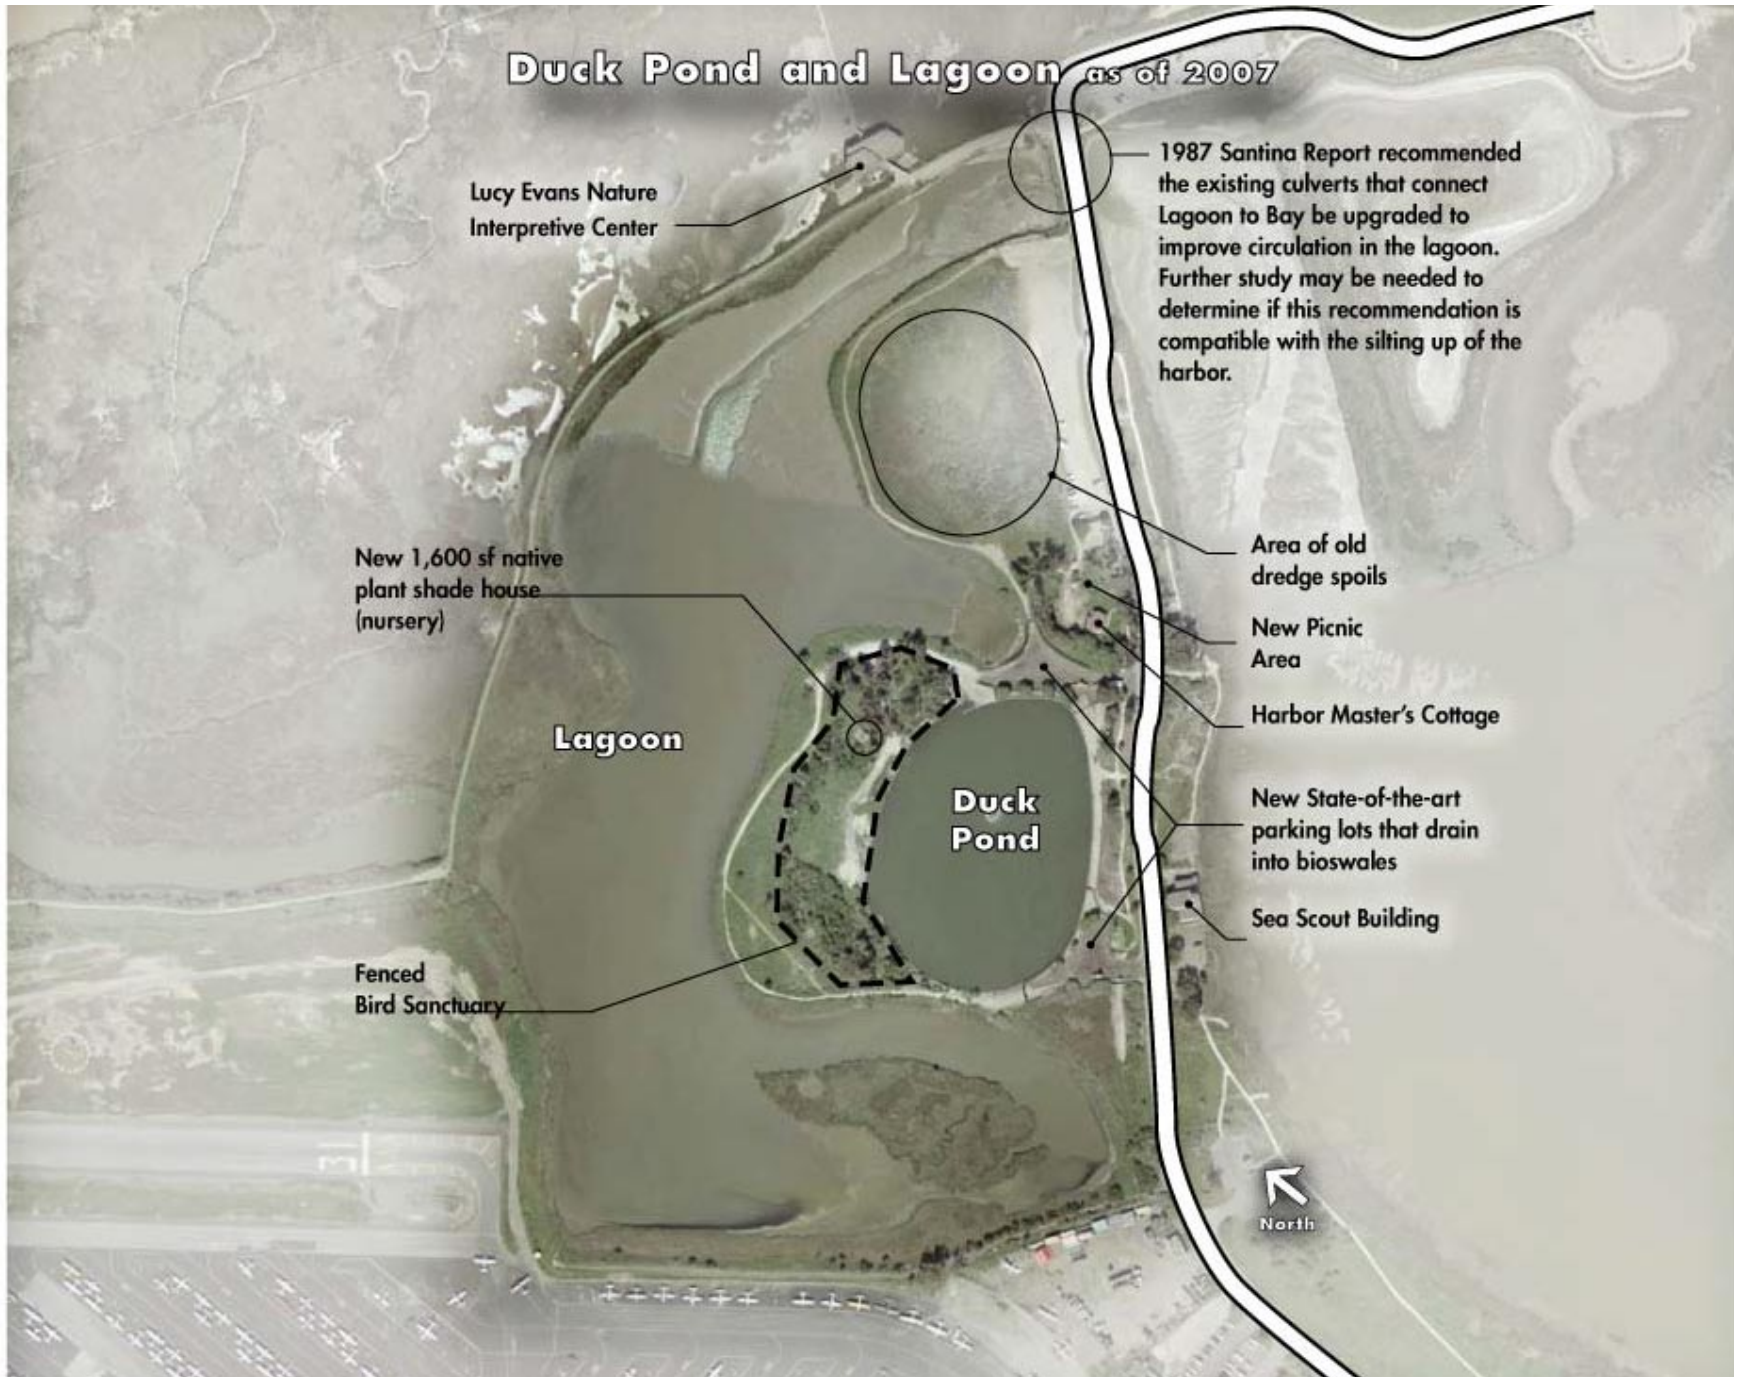 Duck Pond and Lagoon as of 2007
Lucy Evans Nature
Interpretive Center
1987 Santina Report recommended
the existing culverts that connect
Lagoon to Bay be upgraded to
improve circulation in the lagoon.
Further study may be needed to
determine if this recommendation is
compatible with the silting up of the
harbor.
New 1,600 sf native
plant shade house
(nursery)
Area of old
dredge spoils
New Picnic
Area
Harbor Master's Cottage
Lagoon
Duck
Pond
New State-of-the-art
parking lots that drain
into bioswales
Sea Scout Building
Fenced
Bird Sanctuary
North